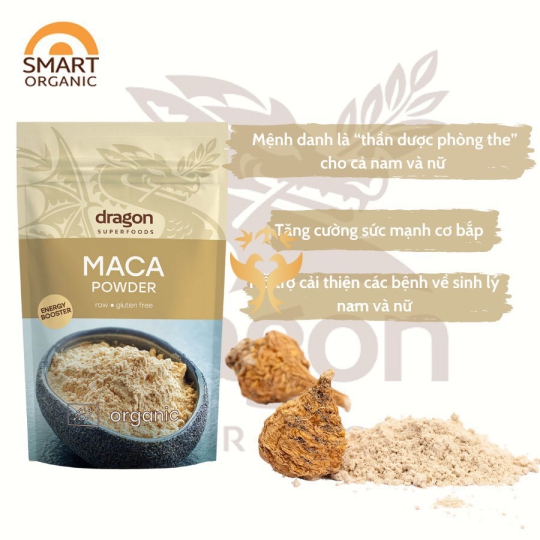 SMART
ORGANIC
dragon
SUPERFOODS
MACA
POWDER
raw • gluten free
ENERGY
BOOSTER
organic
Mệnh danh là “thần dược phòng the”
cho cả nam và nữ
Tăng cường sức mạnh cơ bắp
trợ cải thiện các bệnh về sinh lý
nam và nữ